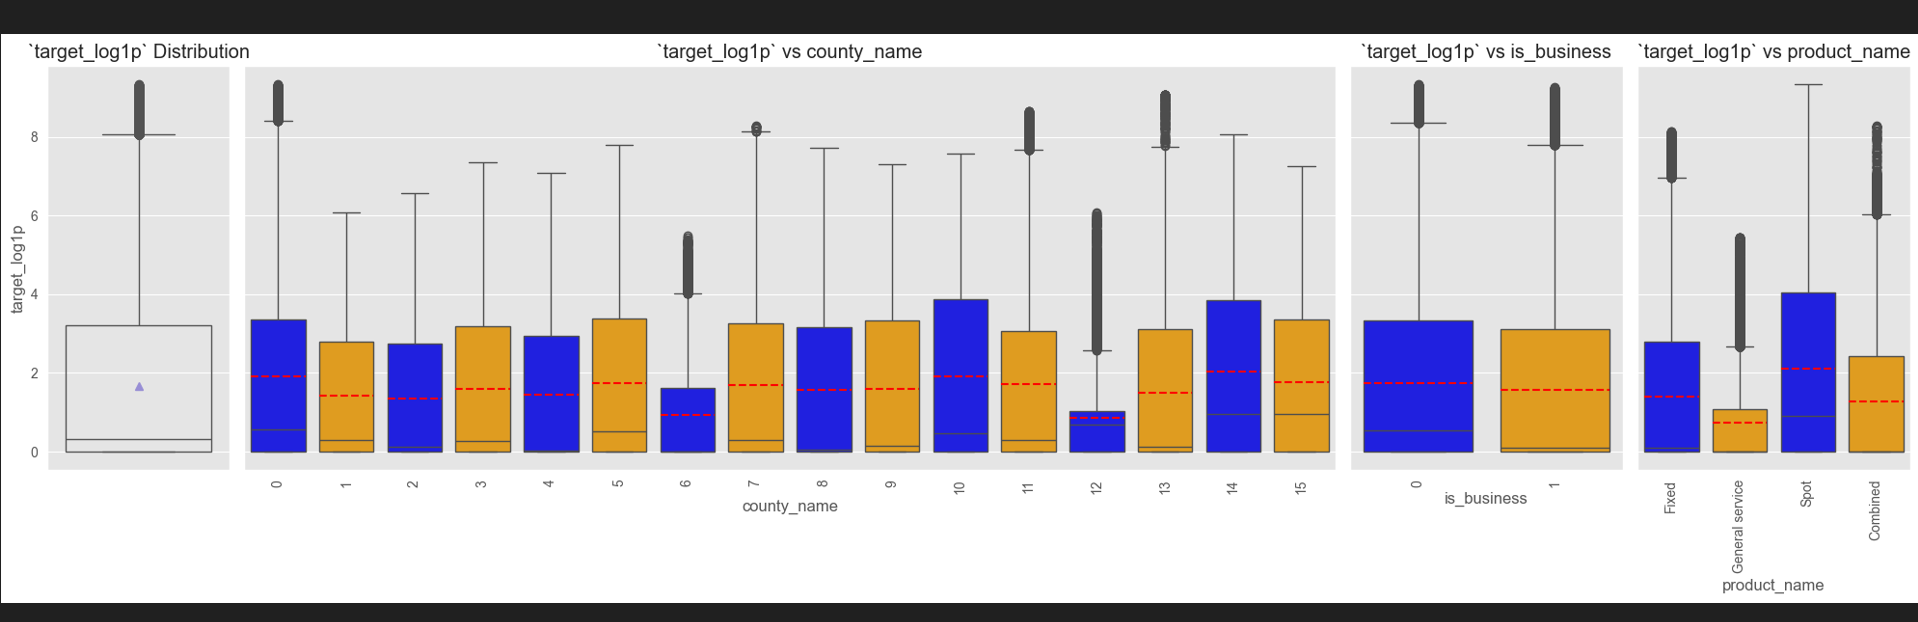 `target_log1p` Distribution
`target_log1p` vs county_name
`target_log1p` vs is_business
`target_log1p` vs product_name
target_log1p
8
6
4
2
0
0 1 2 3 4 5 6 7 8 9 10 11 12 13 14 15
county_name
0 1
is_business
Fixed
General service
Spot
Combined
product_name